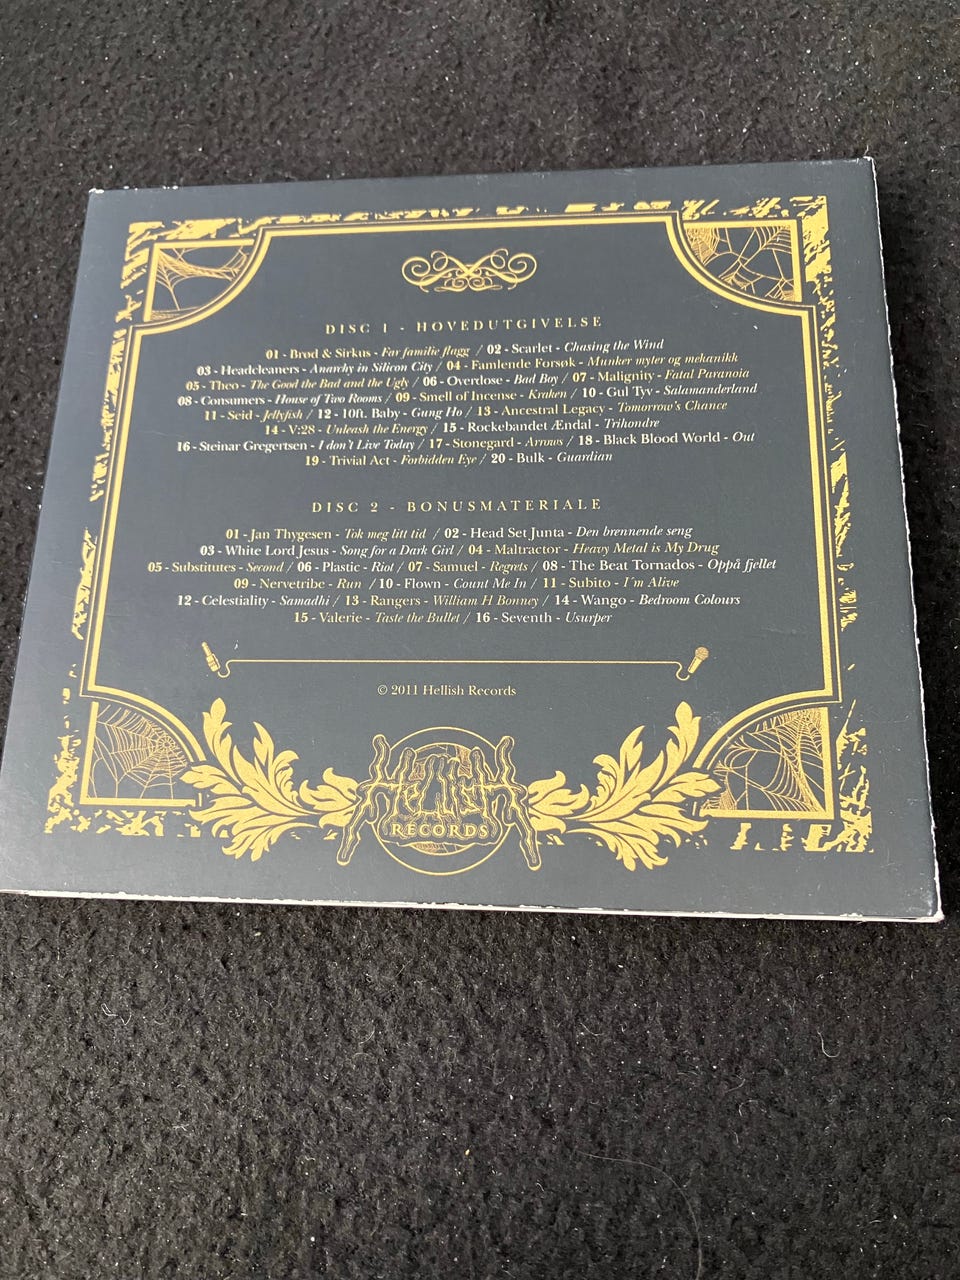 DISC 1 - HOVEDUTGIVELSE
01 - Brød & Sirkus - Far familie flagg / 02 - Scarlet - Chasing the Wind
03 - Headcleaners - Anarchy in Silicon City / 04 - Famlende Forsøk - Munker myter og mekanikk
05 - Theo - The Good the Bad and the Ugly / 06 - Overdose - Bad Boy / 07 - Malignity - Fatal Paranoia
08 - Consumers - House of Two Rooms / 09 - Smell of Incense - Kraken / 10 - Gul Tyv - Salamanderland
11 - Seid - Jellyfish / 12 - 10ft. Baby - Gung Ho / 13 - Ancestral Legacy - Tomorrow's Chance
14 - V:28 - Unleash the Energy / 15 - Rockebandet Ændal - Trihondre
16 - Steinar Gregertsen - I don't Live Today / 17 - Stonegard - Arrows / 18 - Black Blood World - Out
19 - Trivial Act - Forbidden Eye / 20 - Bulk - Guardian
DISC 2 - BONUSMATERIALE
01 - Jan Thygesen - Tok meg litt tid / 02 - Head Set Junta - Den brennende seng
03 - White Lord Jesus - Song for a Dark Girl / 04 - Maltractor - Heavy Metal is My Drug
05 - Substitutes - Second / 06 - Plastic - Riot / 07 - Samuel - Regrets / 08 - The Beat Tornados - Oppå fjellet
09 - Nervetribe - Run / 10 - Flown - Count Me In / 11 - Subito - I´m Alive
12 - Celestiality - Samadhi / 13 - Rangers - William H Bonney / 14 - Wango - Bedroom Colours
15 - Valerie - Taste the Bullet / 16 - Seventh - Usurper
© 2011 Hellish Records
HELLISH
RECORDS